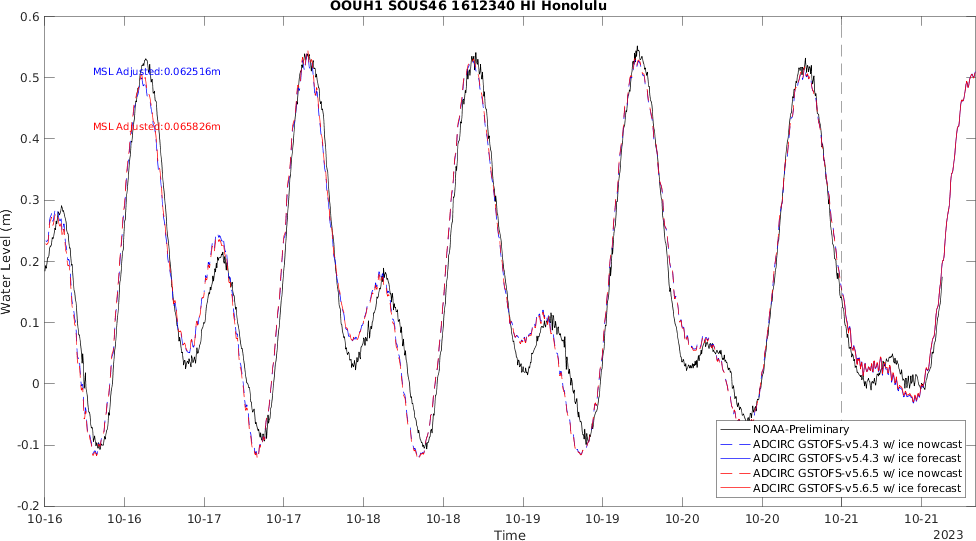 OOUH1 SOUS46 1612340 HI Honolulu
0.6
0.5
0.4
0.3
0.2
0.1
0
-0.1
-0.2
Water Level (m)
MSL Adjusted:0.062516m
MSL Adjusted:0.065826m
NOAA-Preliminary
ADCIRC GSTOFS-v5.4.3 w/ ice nowcast
ADCIRC GSTOFS-v5.4.3 w/ ice forecast
ADCIRC GSTOFS-v5.6.5 w/ ice nowcast
ADCIRC GSTOFS-v5.6.5 w/ ice forecast
10-16 10-16 10-17 10-17 10-18 10-18 10-19 10-19 10-20 10-20 10-21 10-21
Time
2023